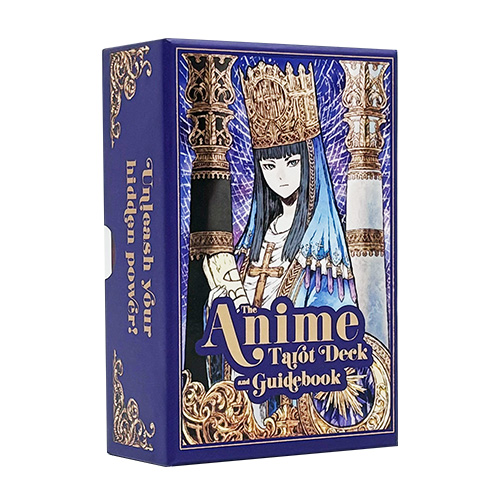 Unleash your
hidden power!
The
Anime
Tarot Deck
and Guidebook